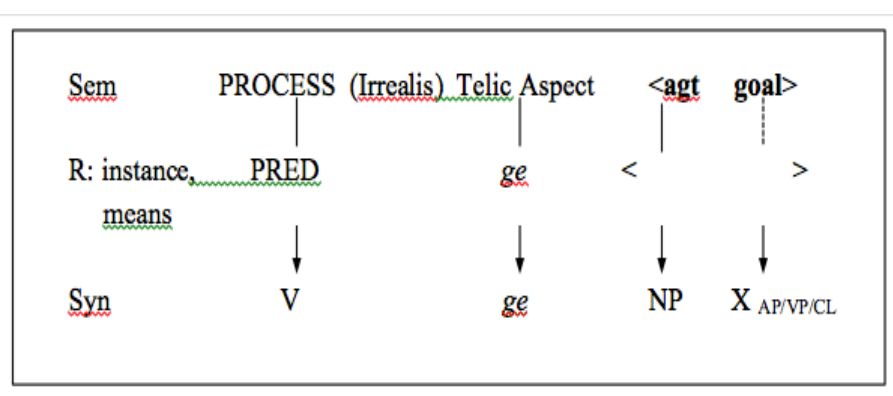 Sem PROCESS (Irrealis) Telic Aspect <agt goal>
R: instance, PRED ge < >
means
Syn V ge NP X AP/VP/CL